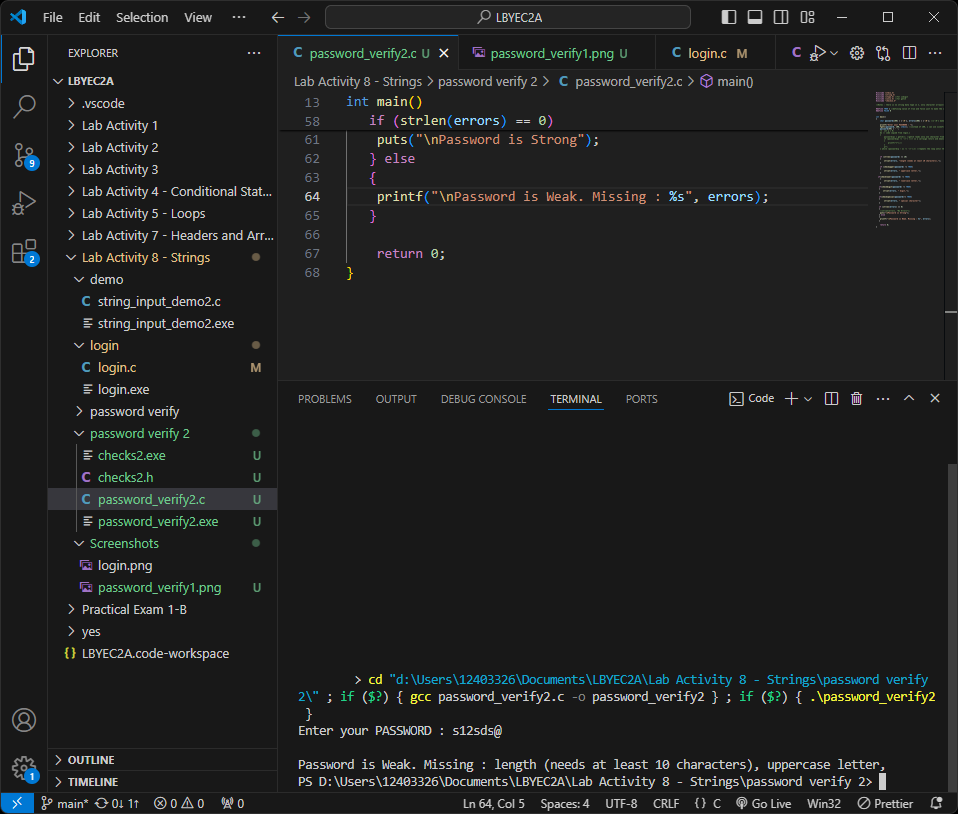 File Edit Selection View ··· LBYEC2A
EXPLORER ···
LBYEC2A
.vscode
Lab Activity 1
Lab Activity 2
Lab Activity 3
Lab Activity 4 - Conditional Stat...
Lab Activity 5 - Loops
Lab Activity 7 - Headers and Arr...
Lab Activity 8 - Strings
demo
C string_input_demo2.c
string_input_demo2.exe
login
C login.c M
login.exe
password verify
password verify 2
checks2.exe U
C checks2.h U
C password_verify2.c U
password_verify2.exe U
Screenshots
login.png
password_verify1.png U
Practical Exam 1-B
yes
{} LBYEC2A.code-workspace
OUTLINE
TIMELINE
9
2
1
C password_verify2.c U password_verify1.png U C login.c M C
Lab Activity 8 - Strings > password verify 2 > C password_verify2.c > main()
13 int main()
58 if (strlen(errors) == 0)
61 puts("\nPassword is Strong");
62 } else
63 {
64 printf("\nPassword is Weak. Missing : %s", errors);
65 }
66
67 return 0;
68 }
PROBLEMS OUTPUT DEBUG CONSOLE TERMINAL PORTS Code
> cd "d:\Users\12403326\Documents\LBYEC2A\Lab Activity 8 - Strings\password verify
2\" ; if ($?) { gcc password_verify2.c -o password_verify2 } ; if ($?) { .\password_verify2
}
Enter your PASSWORD : s12sds@
Password is Weak. Missing : length (needs at least 10 characters), uppercase letter,
PS D:\Users\12403326\Documents\LBYEC2A\Lab Activity 8 - Strings\password verify 2>
main* 0↓ 1↑ 0 0 0 Ln 64, Col 5 Spaces: 4 UTF-8 CRLF {} C Go Live Win32 Prettier